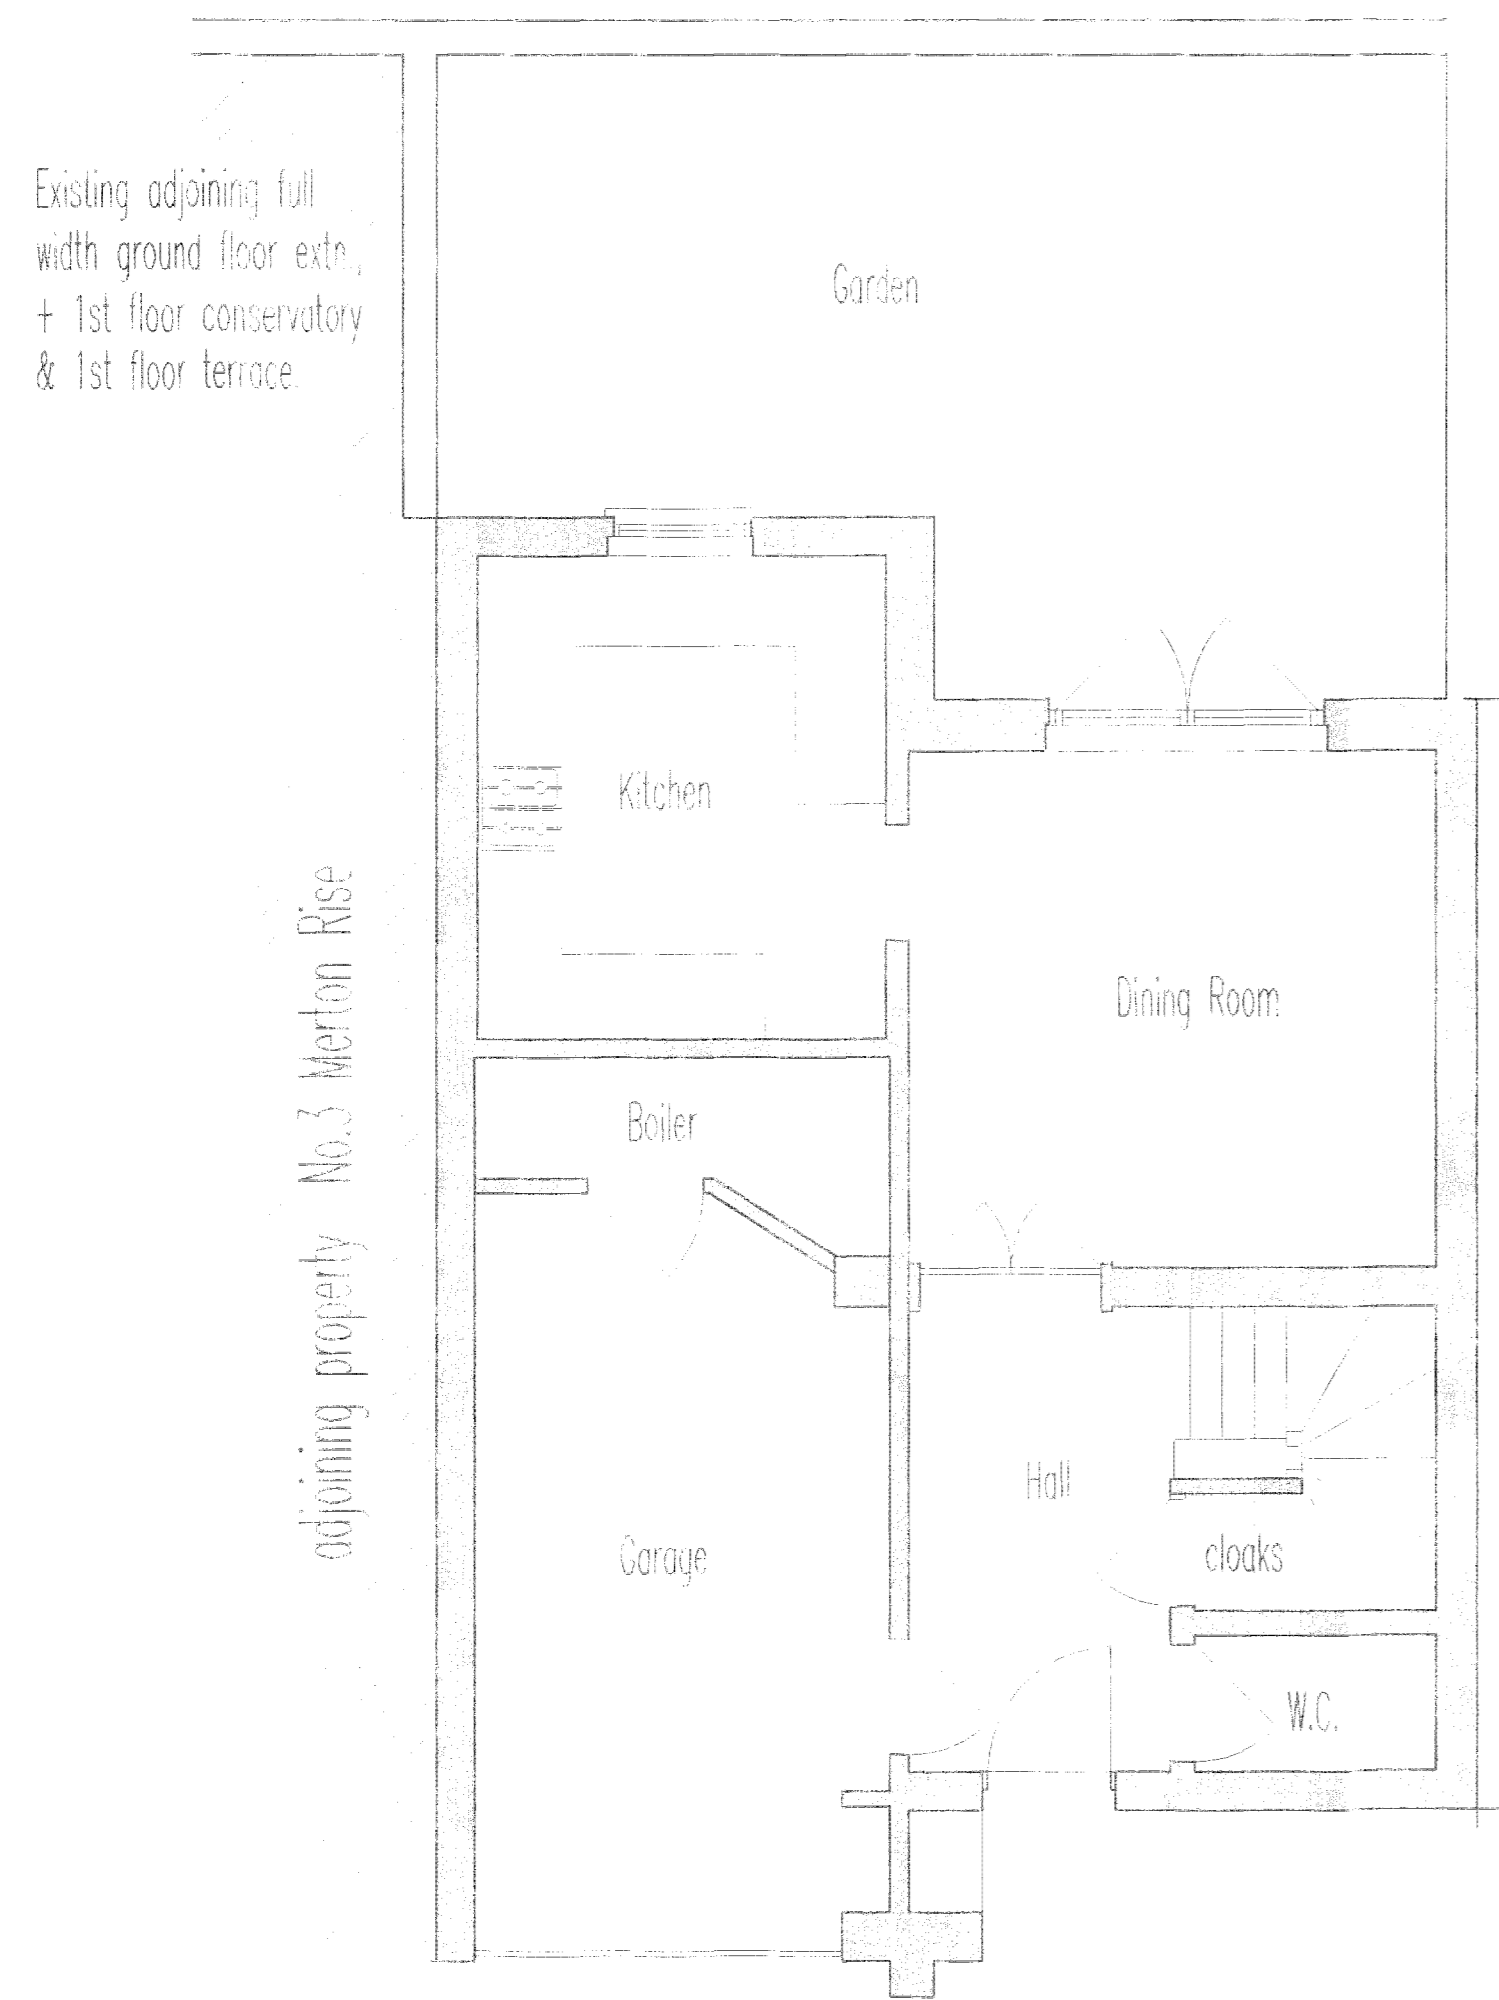 Existing adjoining full
width ground floor extn.,
+ 1st floor conservatory
& 1st floor terrace.
Garden
Kitchen
Dining Room
Boiler
adjoining property No.3 Merton Rise
Hall
Garage
cloaks
W.C.